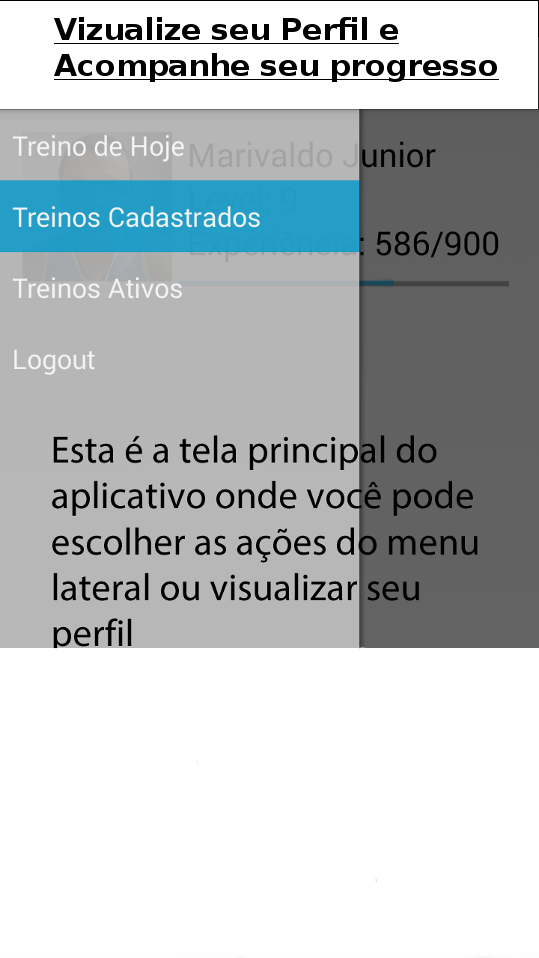 Vizualize seu Perfil e
Acompanhe seu progresso
Treino de Hoje
Marivaldo Junior
Level: 9
Treinos Cadastrados
Experiência: 586/900
Treinos Ativos
Logout
Esta é a tela principal do
aplicativo onde você pode
escolher as ações do menu
lateral ou visualizar seu
perfil